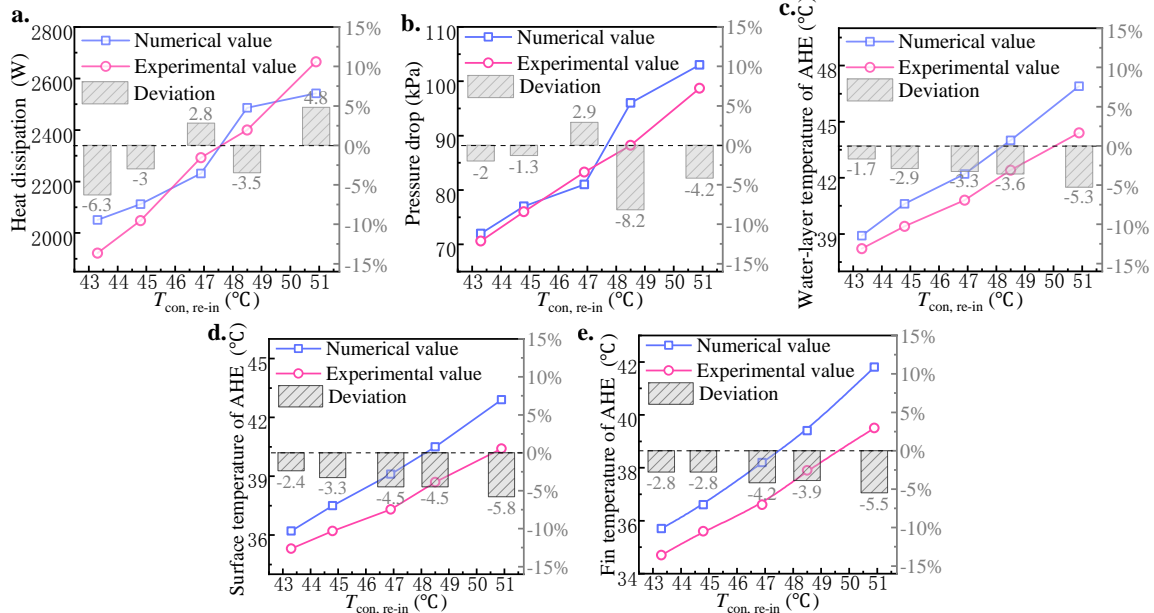 a.
Heat dissipation (W)
2800
2600
2400
2200
2000
Numerical value
Experimental value
Deviation
-6.3
-3
2.8
-3.5
4.8
15%
10%
5%
0%
-5%
-10%
-15%
43 44 45 46 47 48 49 50 51
T con, re-in (℃)
b.
Pressure drop (kPa)
110
100
90
80
70
Numerical value
Experimental value
Deviation
-2
-1.3
2.9
-8.2
-4.2
15%
10%
5%
0%
-5%
-10%
-15%
43 44 45 46 47 48 49 50 51
T con, re-in (℃)
c.
Water-layer temperature of AHE (℃)
48
45
42
39
Numerical value
Experimental value
Deviation
-1.7
-2.9
-3.3
-3.6
-5.3
15%
10%
5%
0%
-5%
-10%
-15%
43 44 45 46 47 48 49 50 51
T con, re-in (℃)
d.
Surface temperature of AHE (℃)
45
42
39
36
Numerical value
Experimental value
Deviation
-2.4
-3.3
-4.5
-4.5
-5.8
15%
10%
5%
0%
-5%
-10%
-15%
43 44 45 46 47 48 49 50 51
T con, re-in (℃)
e.
Fin temperature of AHE (℃)
42
40
38
36
34
Numerical value
Experimental value
Deviation
-2.8
-2.8
-4.2
-3.9
-5.5
15%
10%
5%
0%
-5%
-10%
-15%
43 44 45 46 47 48 49 50 51
T con, re-in (℃)